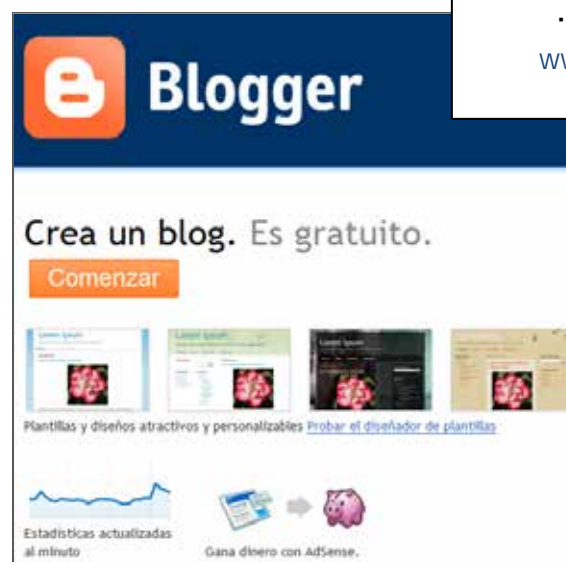 Blogger
Crea un blog. Es gratuito.
Comenzar
Plantillas y diseños atractivos y personalizables Probar el diseñador de plantillas
Estadísticas actualizadas
al minuto
Gana dinero con AdSense.